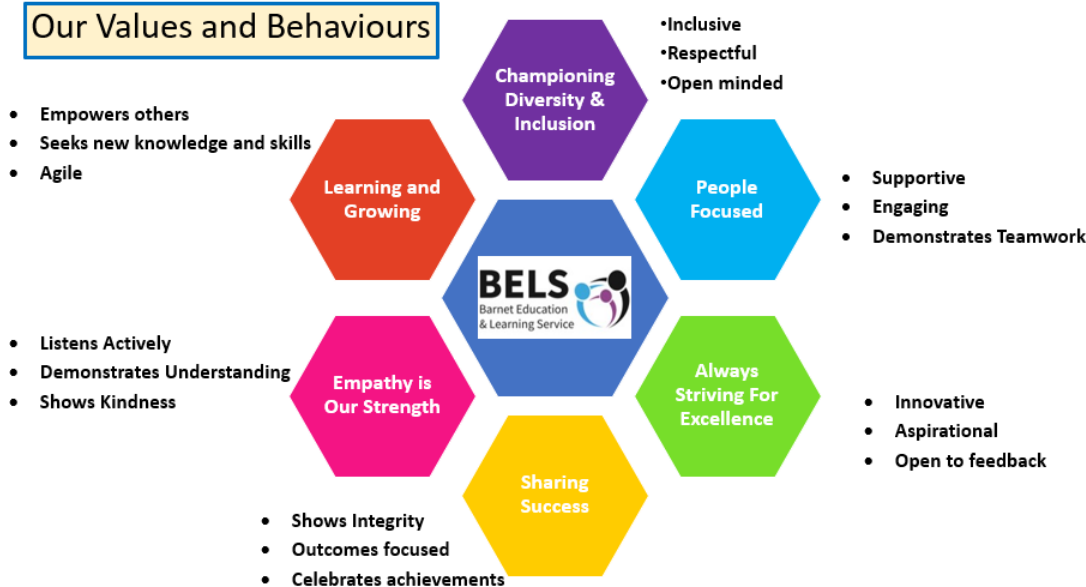 Our Values and Behaviours
•Inclusive
•Respectful
•Open minded
Championing
Diversity &
Inclusion
• Empowers others
• Seeks new knowledge and skills
• Agile
Learning and
Growing
People
Focused
• Supportive
• Engaging
• Demonstrates Teamwork
BELS
Barnet Education
& Learning Service
• Listens Actively
• Demonstrates Understanding
• Shows Kindness
Empathy is
Our Strength
Always
Striving For
Excellence
• Innovative
• Aspirational
• Open to feedback
Sharing
Success
• Shows Integrity
• Outcomes focused
• Celebrates achievements